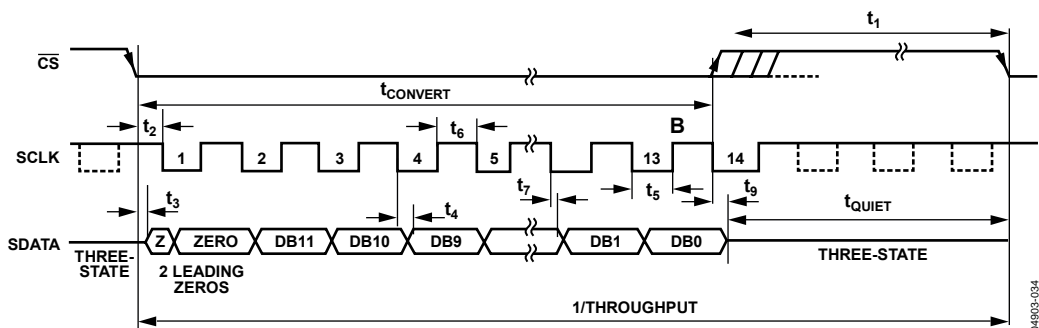 t1
CS
tCONVERT
t2
t6
B
SCLK
1
2
3
4
5
13
14
t7
t5
t9
t3
t4
tQUIET
SDATA
Z
ZERO
DB11
DB10
DB9
DB1
DB0
THREE-
STATE
2 LEADING
ZEROS
THREE-STATE
1/THROUGHPUT
04903-034